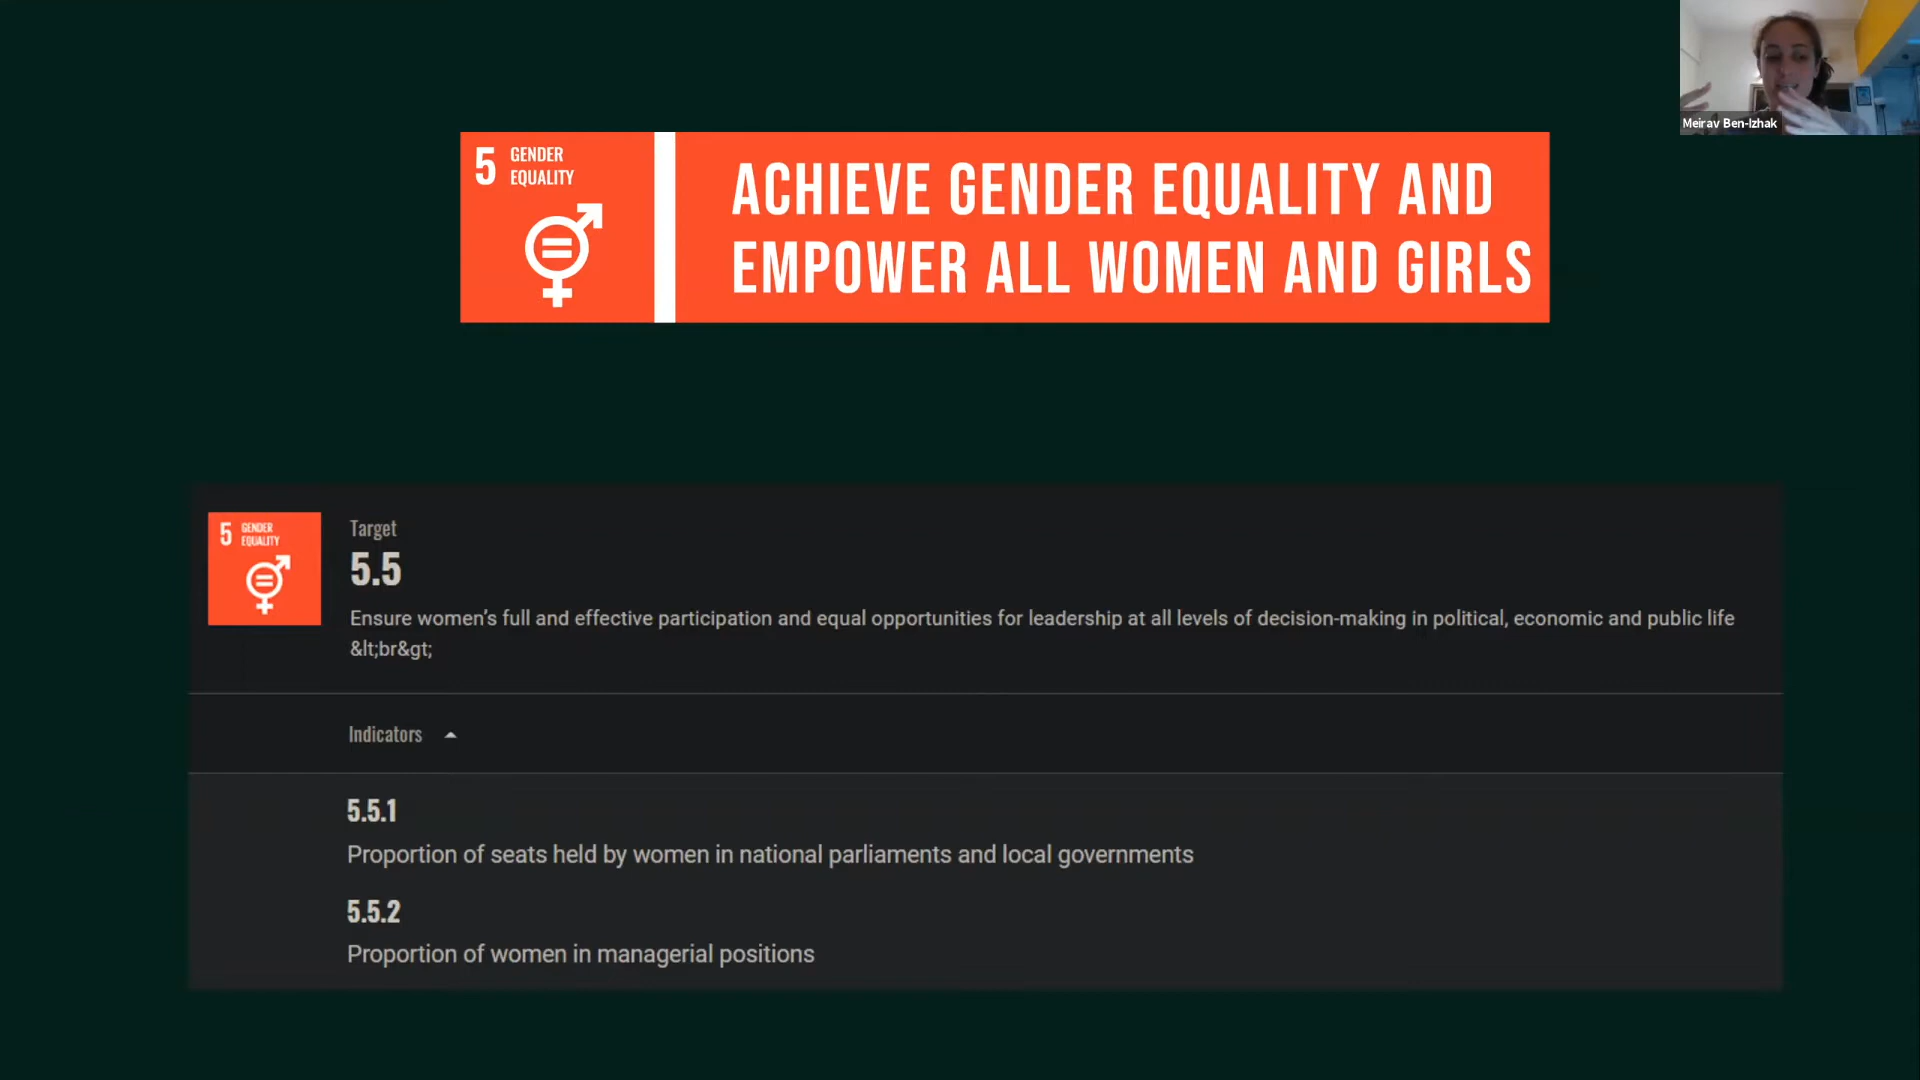 Meirav Ben-Izhak
5 GENDER
EQUALITY
ACHIEVE GENDER EQUALITY AND
EMPOWER ALL WOMEN AND GIRLS
5 GENDER
EQUALITY
Target
5.5
Ensure women’s full and effective participation and equal opportunities for leadership at all levels of decision-making in political, economic and public life
&lt;br&gt;
Indicators
5.5.1
Proportion of seats held by women in national parliaments and local governments
5.5.2
Proportion of women in managerial positions